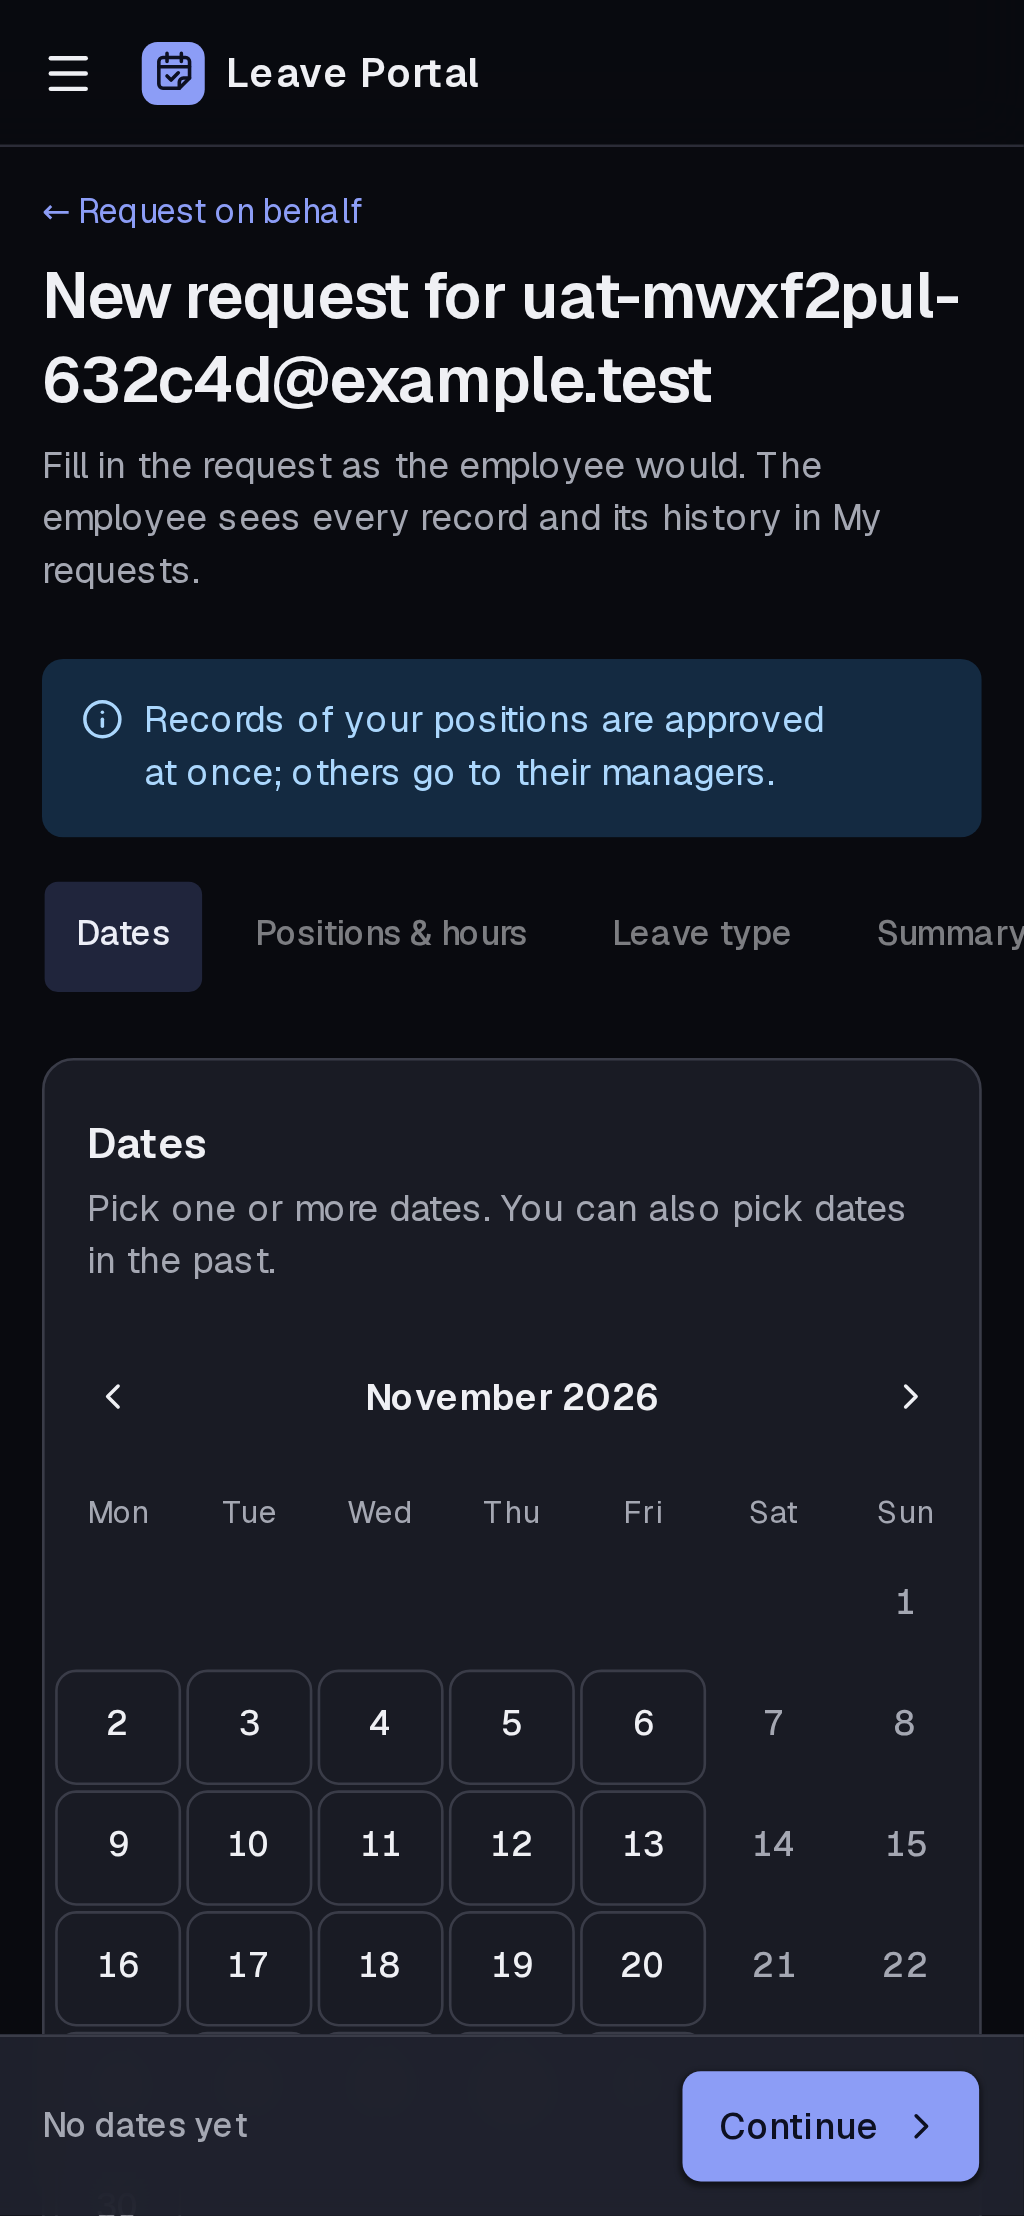 Leave Portal
← Request on behalf
New request for uat-mwxf2pul-
632c4d@example.test
Fill in the request as the employee would. The
employee sees every record and its history in My
requests.
Records of your positions are approved
at once; others go to their managers.
Dates Positions & hours Leave type Summary
Dates
Pick one or more dates. You can also pick dates
in the past.
November 2026
Mon Tue Wed Thu Fri Sat Sun
1
2 3 4 5 6 7 8
9 10 11 12 13 14 15
16 17 18 19 20 21 22
No dates yet
Continue
30